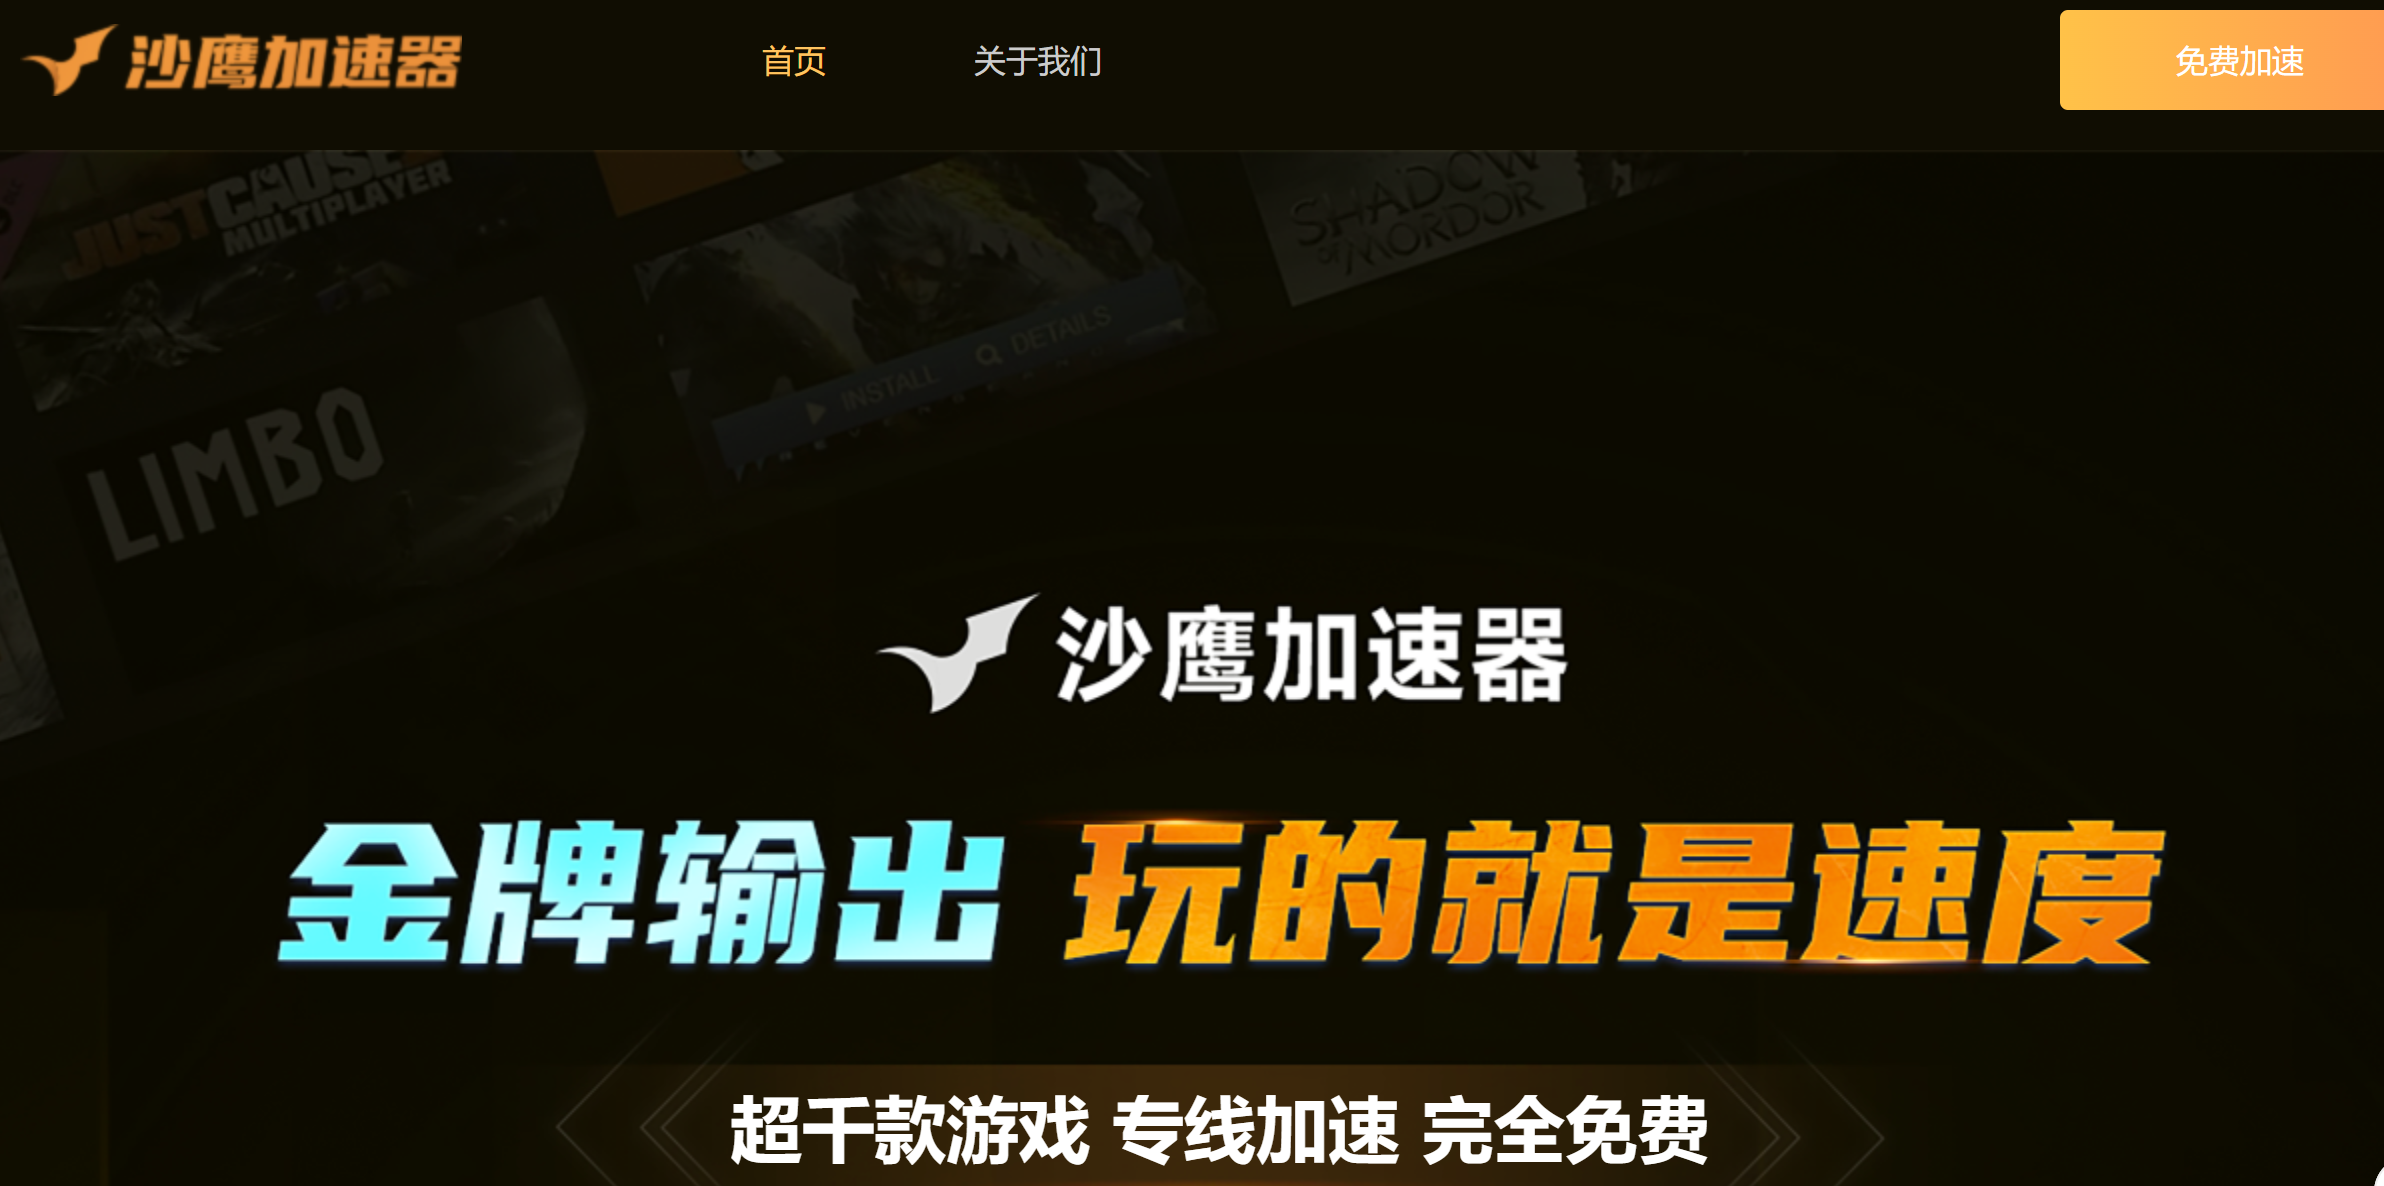 沙鹰加速器
首页
关于我们
免费加速
JUST CAUSE 2
MULTIPLAYER
SHADOW
OF MORDOR
INSTALL
DETAILS
LIMBO
沙鹰加速器
金牌输出 玩的就是速度
超千款游戏 专线加速 完全免费